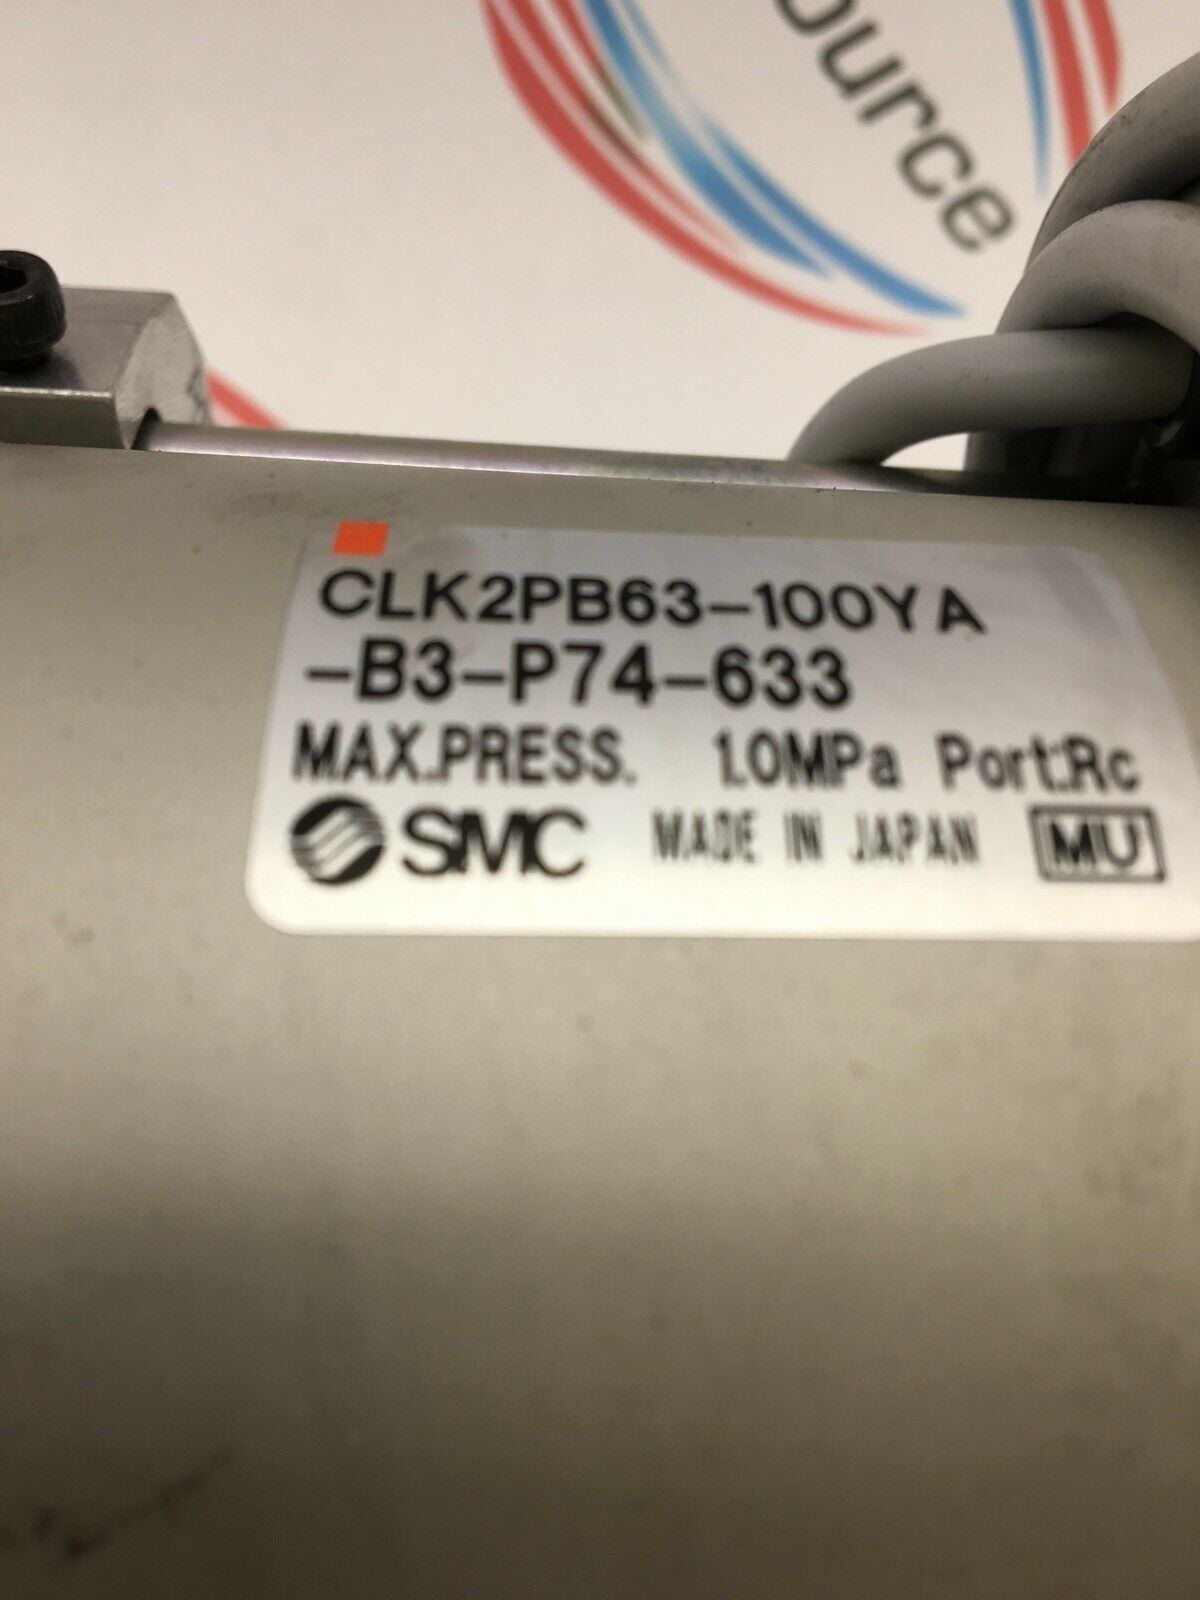 ource
CLK2PB63-100YA
-B3-P74-633
MAX.PRESS. 1.0MPa Port:Rc
SMC MADE IN JAPAN MU